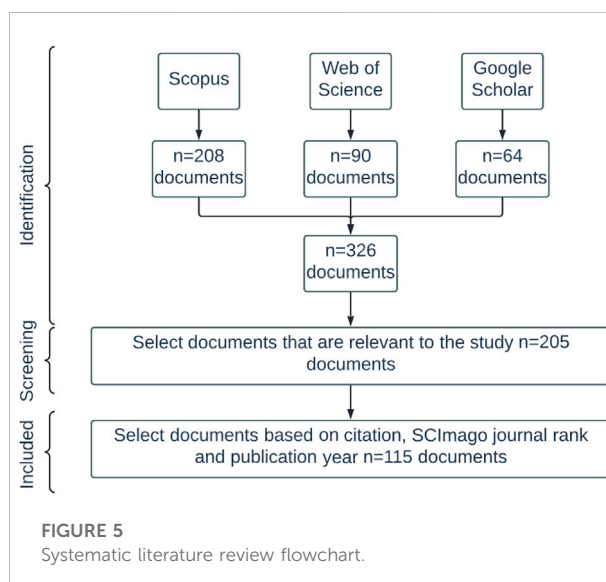 Identification
Scopus
Web of
Science
Google
Scholar
n=208
documents
n=90
documents
n=64
documents
n=326
documents
Screening
Select documents that are relevant to the study n=205
documents
Included
Select documents based on citation, SCImago journal rank
and publication year n=115 documents
FIGURE 5
Systematic literature review flowchart.